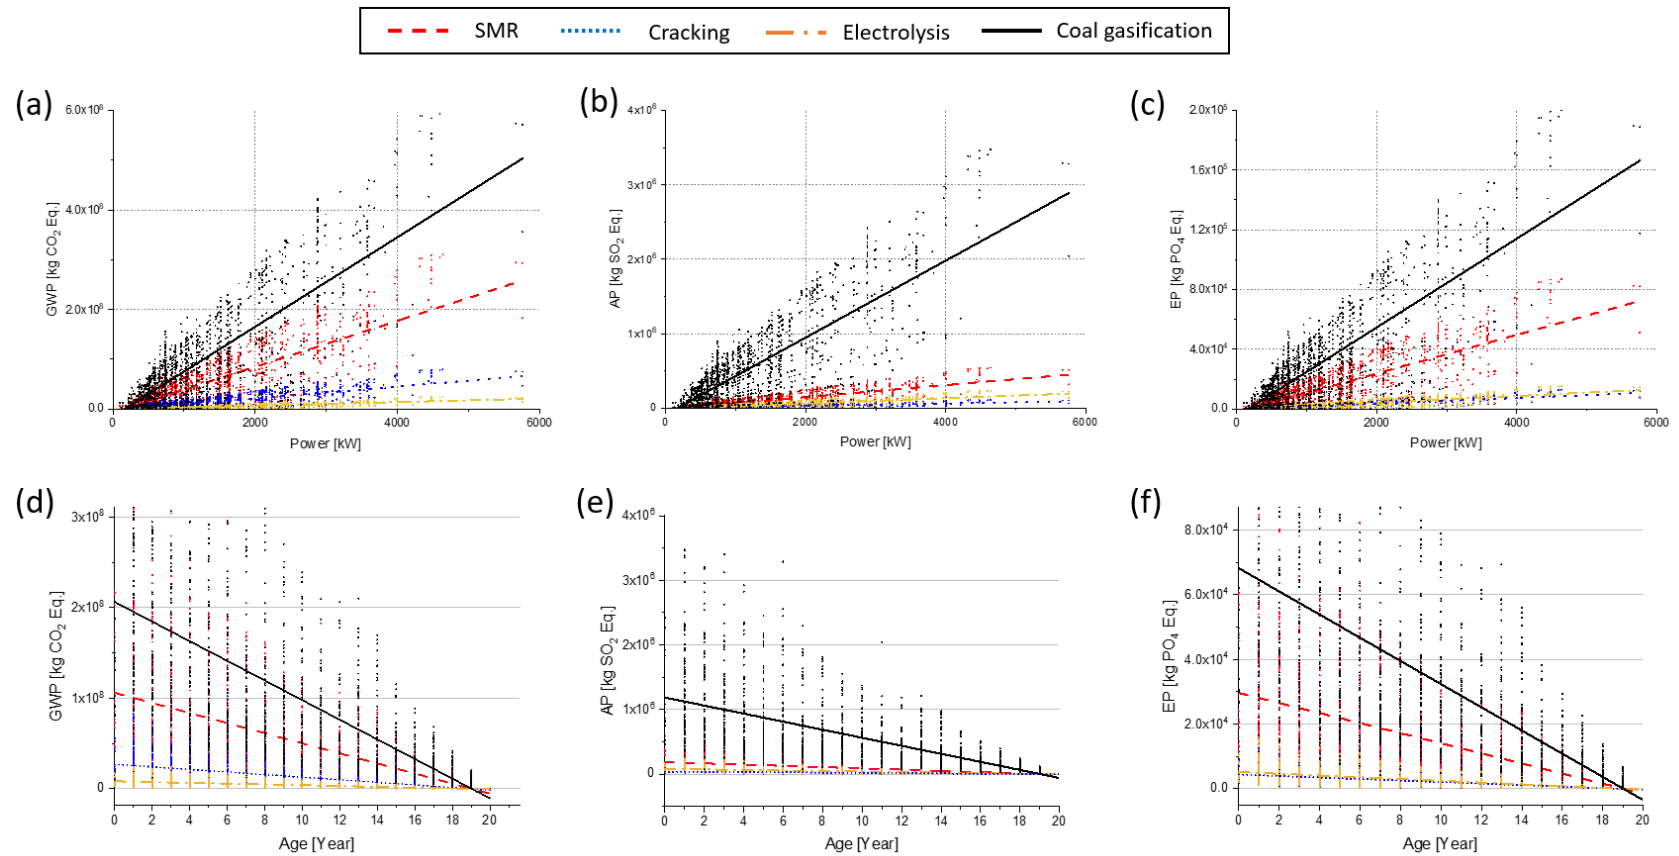 SMR Cracking Electrolysis Coal gasification
(a)
GWP [kg CO₂ Eq.]
6.0x10⁸
4.0x10⁸
2.0x10⁸
0.0
0 2000 4000 6000
Power [kW]
(b)
AP [kg SO₂ Eq.]
4x10⁶
3x10⁶
2x10⁶
1x10⁶
0
0 2000 4000 6000
Power [kW]
(c)
EP [kg PO₄ Eq.]
2.0x10⁵
1.6x10⁵
1.2x10⁵
8.0x10⁴
4.0x10⁴
0.0
0 2000 4000 6000
Power [kW]
(d)
GWP [kg CO₂ Eq.]
3x10⁸
2x10⁸
1x10⁸
0
0 2 4 6 8 10 12 14 16 18 20
Age [Year]
(e)
AP [kg SO₂ Eq.]
4x10⁶
3x10⁶
2x10⁶
1x10⁶
0
0 2 4 6 8 10 12 14 16 18 20
Age [Year]
(f)
EP [kg PO₄ Eq.]
8.0x10⁴
6.0x10⁴
4.0x10⁴
2.0x10⁴
0.0
0 2 4 6 8 10 12 14 16 18 20
Age [Year]